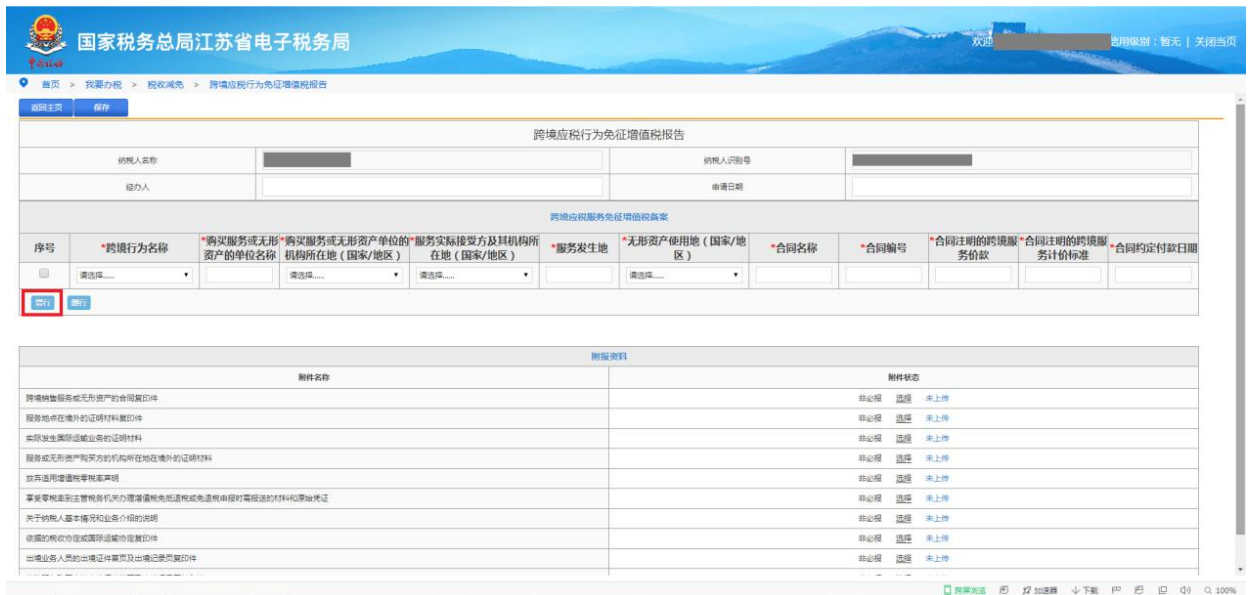 国家税务总局江苏省电子税务局
欢迎 信用级别：暂无 | 关闭当页
首页 > 我要办税 > 税收减免 > 跨境应税行为免征增值税报告
返回主页 保存
跨境应税行为免征增值税报告
纳税人名称 纳税人识别号
经办人 申请日期
跨境应税服务免征增值税备案
序号 *跨境行为名称 *购买服务或无形资产的单位名称 *购买服务或无形资产单位的机构所在地（国家/地区） *服务实际接受方及其机构所在地（国家/地区） *服务发生地 *无形资产使用地（国家/地区） *合同名称 *合同编号 *合同注明的跨境服务价款 *合同注明的跨境服务计价标准 *合同约定付款日期
请选择...... 请选择...... 请选择...... 请选择......
增行 删行
附报资料
附件名称 附件状态
跨境销售服务或无形资产的合同复印件 非必报 选择 未上传
服务地点在境外的证明材料复印件 非必报 选择 未上传
实际发生国际运输业务的证明材料 非必报 选择 未上传
服务或无形资产购买方的机构所在地在境外的证明材料 非必报 选择 未上传
放弃适用增值税零税率声明 非必报 选择 未上传
享受零税率到主管税务机关办理增值税免抵退税或免退税申报时需报送的材料和原始凭证 非必报 选择 未上传
关于纳税人基本情况和业务介绍的说明 非必报 选择 未上传
依据的税收协定或国际运输协定复印件 非必报 选择 未上传
出境业务人员的出境证件首页及出境记录页复印件 非必报 选择 未上传
跨屏浏览 加速器 下载 100%